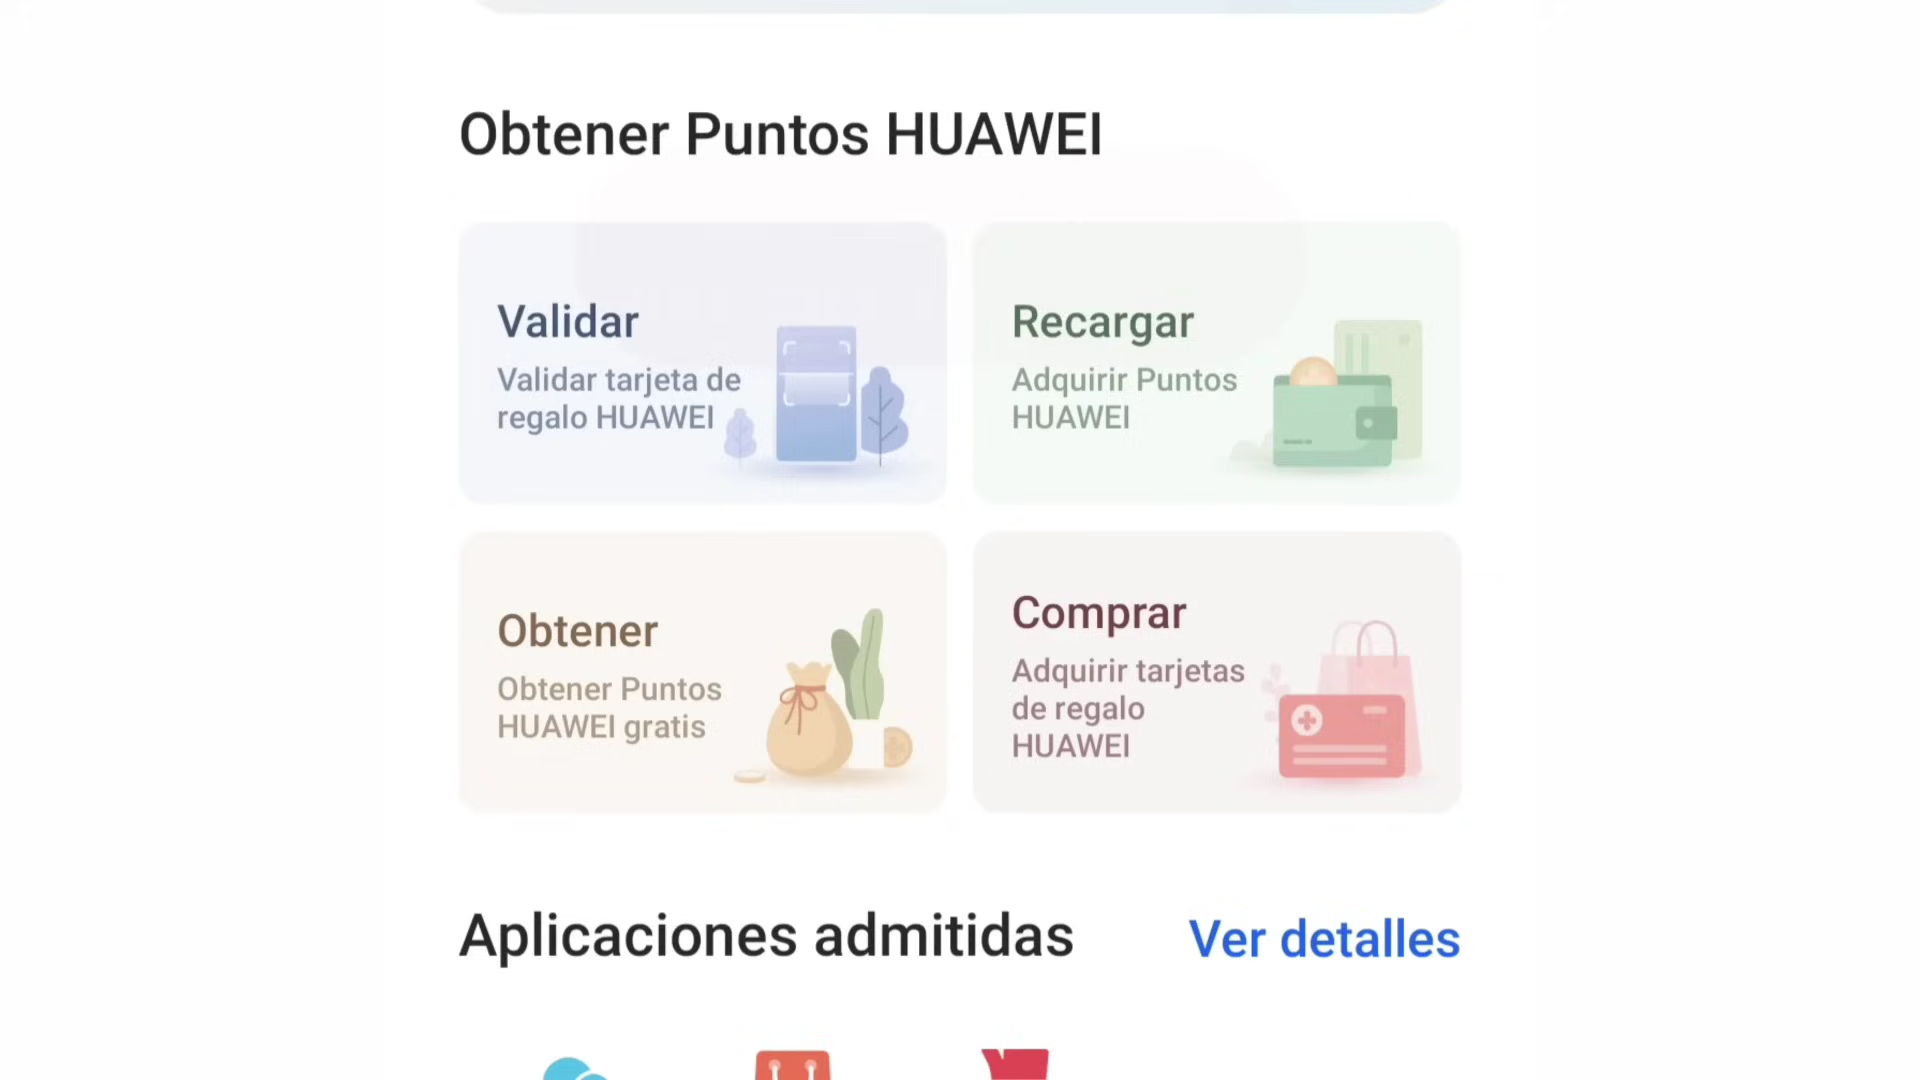 Obtener Puntos HUAWEI
Validar
Validar tarjeta de
regalo HUAWEI
Recargar
Adquirir Puntos
HUAWEI
Obtener
Obtener Puntos
HUAWEI gratis
Comprar
Adquirir tarjetas
de regalo
HUAWEI
Aplicaciones admitidas
Ver detalles